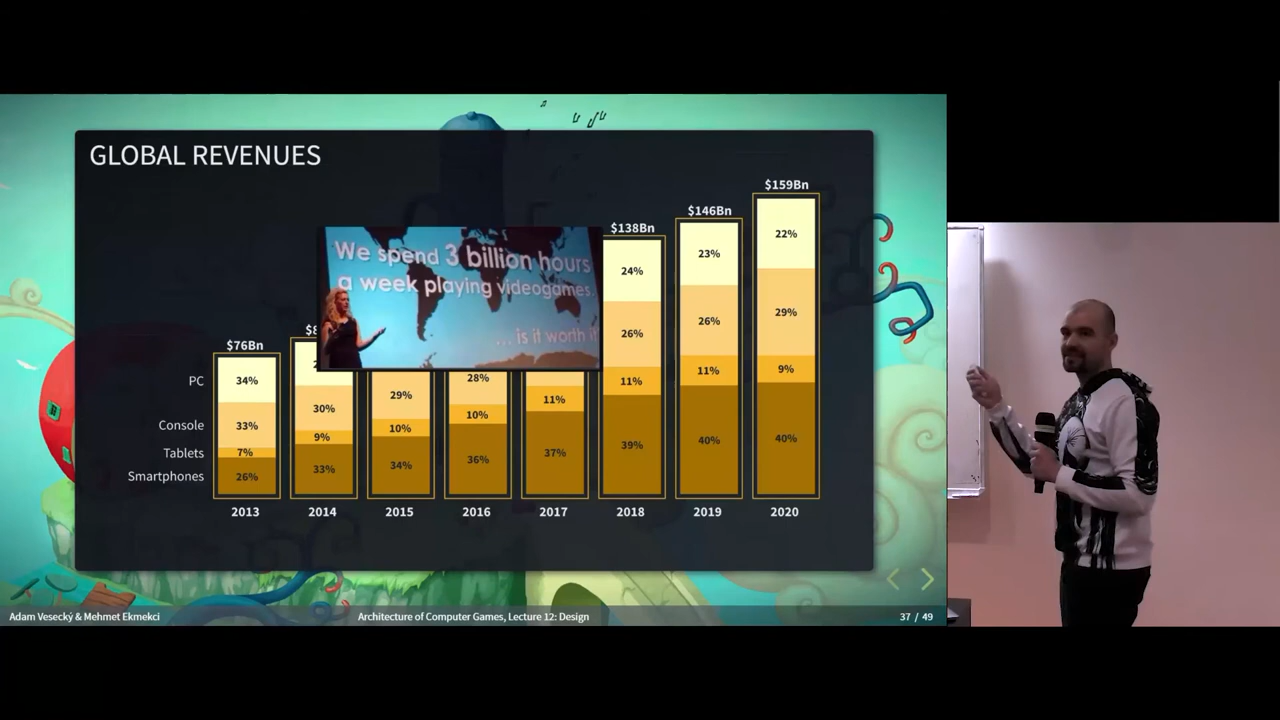 GLOBAL REVENUES
We spend 3 billion hours
a week playing videogames.
... is it worth it
$76Bn
$138Bn
$146Bn
$159Bn
PC
34%
24%
23%
22%
Console
33%
30%
29%
28%
26%
26%
29%
Tablets
7%
9%
10%
10%
11%
11%
11%
9%
Smartphones
26%
33%
34%
36%
37%
39%
40%
40%
2013 2014 2015 2016 2017 2018 2019 2020
Adam Vesecký & Mehmet Ekmekci
Architecture of Computer Games, Lecture 12: Design
37 / 49